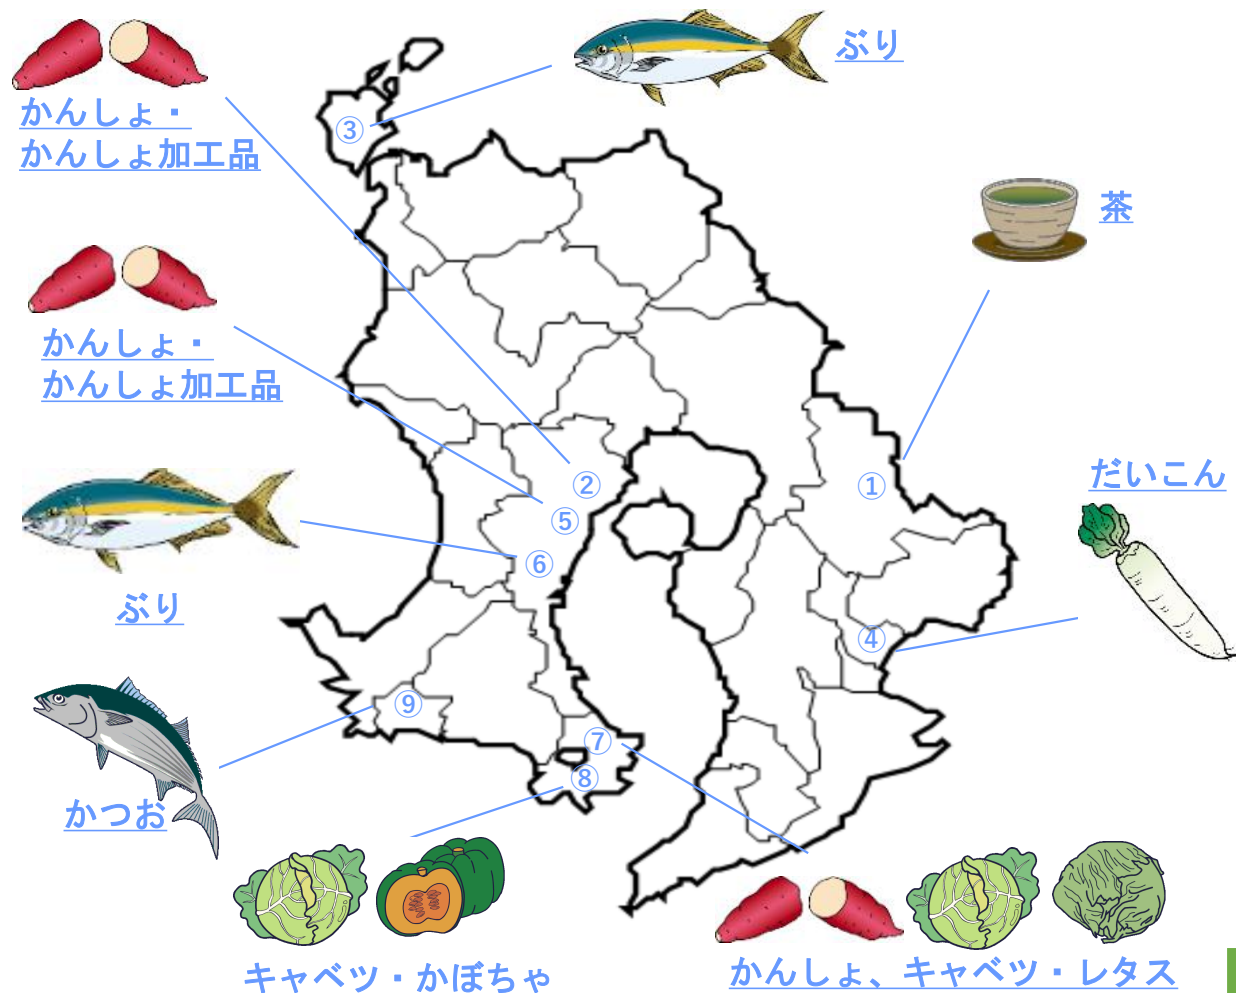 かんしょ・
かんしょ加工品
ぶり
③
茶
かんしょ・
かんしょ加工品
②
①
⑤
⑥
だいこん
ぶり
④
⑨
⑦
⑧
かつお
キャベツ・かぼちゃ
かんしょ、キャベツ・レタス